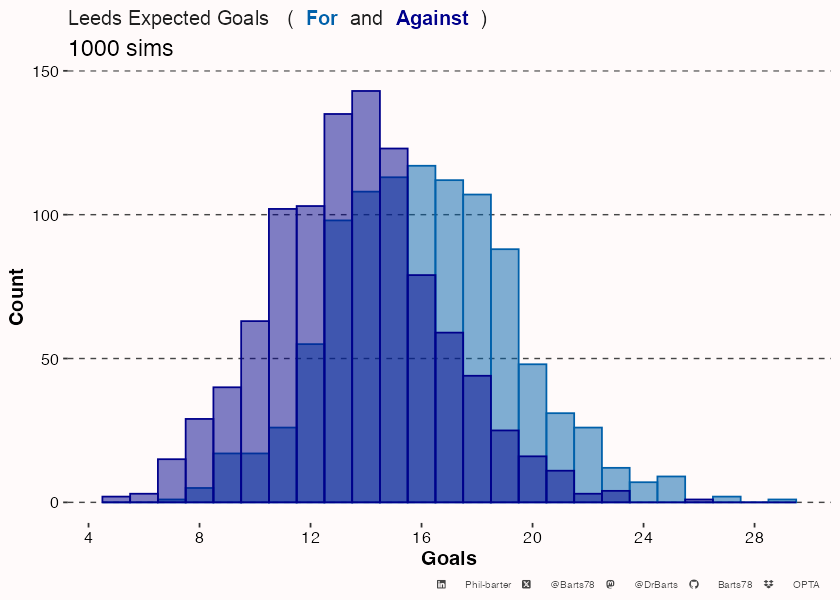 Leeds Expected Goals ( For and Against )
1000 sims
150
100
50
0
Count
4 8 12 16 20 24 28
Goals
Phil-barter @Barts78 @DrBarts Barts78 OPTA